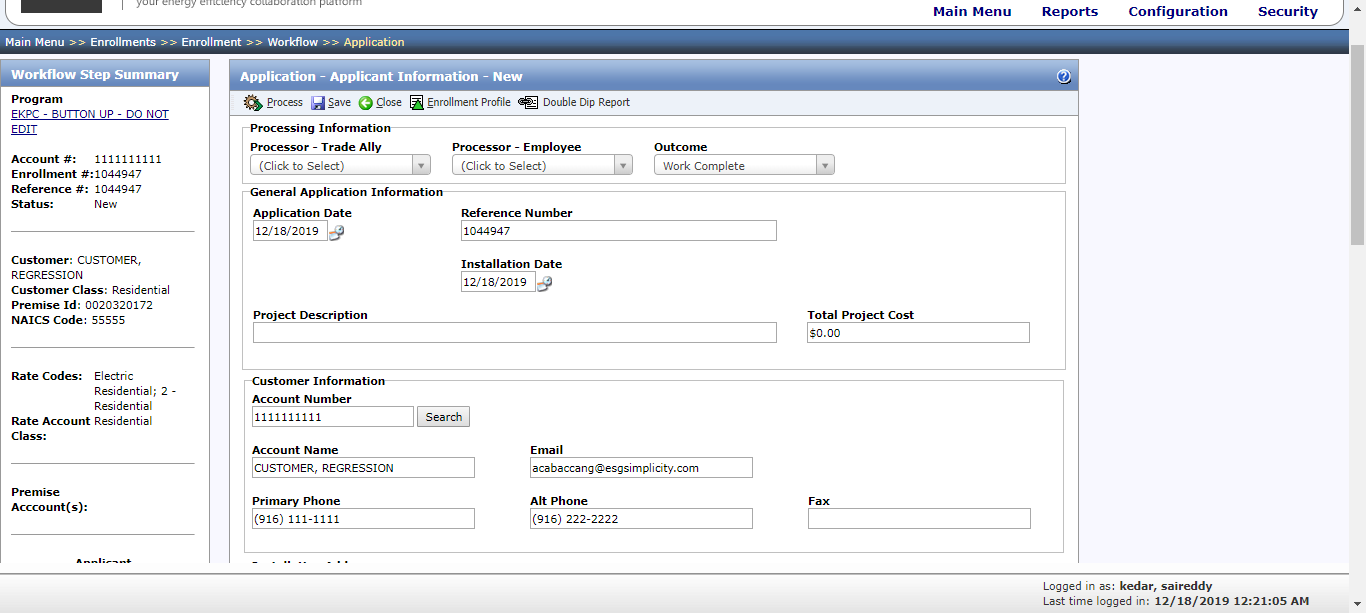 your energy efficiency collaboration platform
Main Menu Reports Configuration Security
Main Menu >> Enrollments >> Enrollment >> Workflow >> Application
Workflow Step Summary
Program
EKPC - BUTTON UP - DO NOT
EDIT
Account #: 1111111111
Enrollment #:1044947
Reference #: 1044947
Status: New
Customer: CUSTOMER,
REGRESSION
Customer Class: Residential
Premise Id: 0020320172
NAICS Code: 55555
Rate Codes: Electric
Residential; 2 -
Residential
Rate Account Residential
Class:
Premise
Acccount(s):
Applicant
Application - Applicant Information - New
Process Save Close Enrollment Profile Double Dip Report
Processing Information
Processor - Trade Ally Processor - Employee Outcome
(Click to Select) (Click to Select) Work Complete
General Application Information
Application Date Reference Number
12/18/2019 1044947
Installation Date
12/18/2019
Project Description Total Project Cost
$0.00
Customer Information
Account Number
1111111111 Search
Account Name Email
CUSTOMER, REGRESSION acabaccang@esgsimplicity.com
Primary Phone Alt Phone Fax
(916) 111-1111 (916) 222-2222
Logged in as: kedar, saireddy
Last time logged in: 12/18/2019 12:21:05 AM